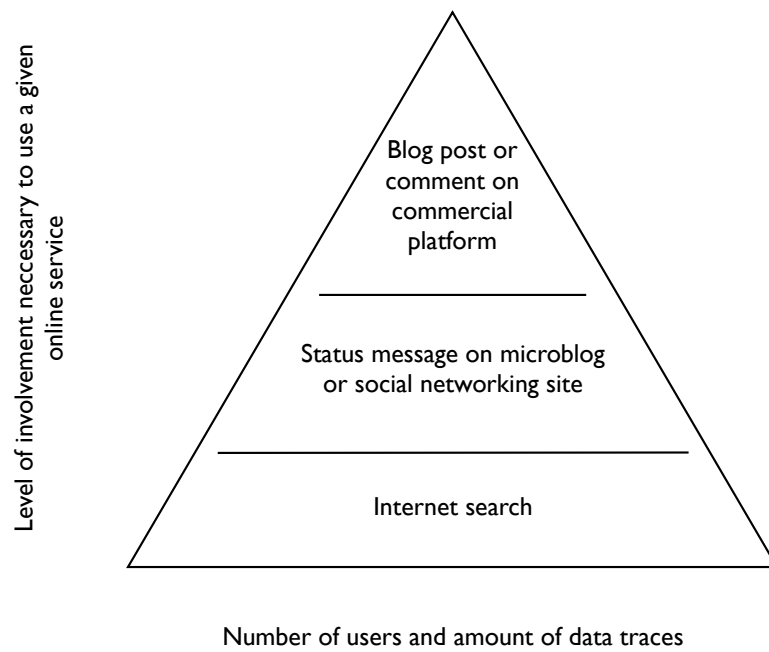 Level of involvement neccessary to use a given
online service
Blog post or
comment on
commercial
platform
Status message on microblog
or social networking site
Internet search
Number of users and amount of data traces